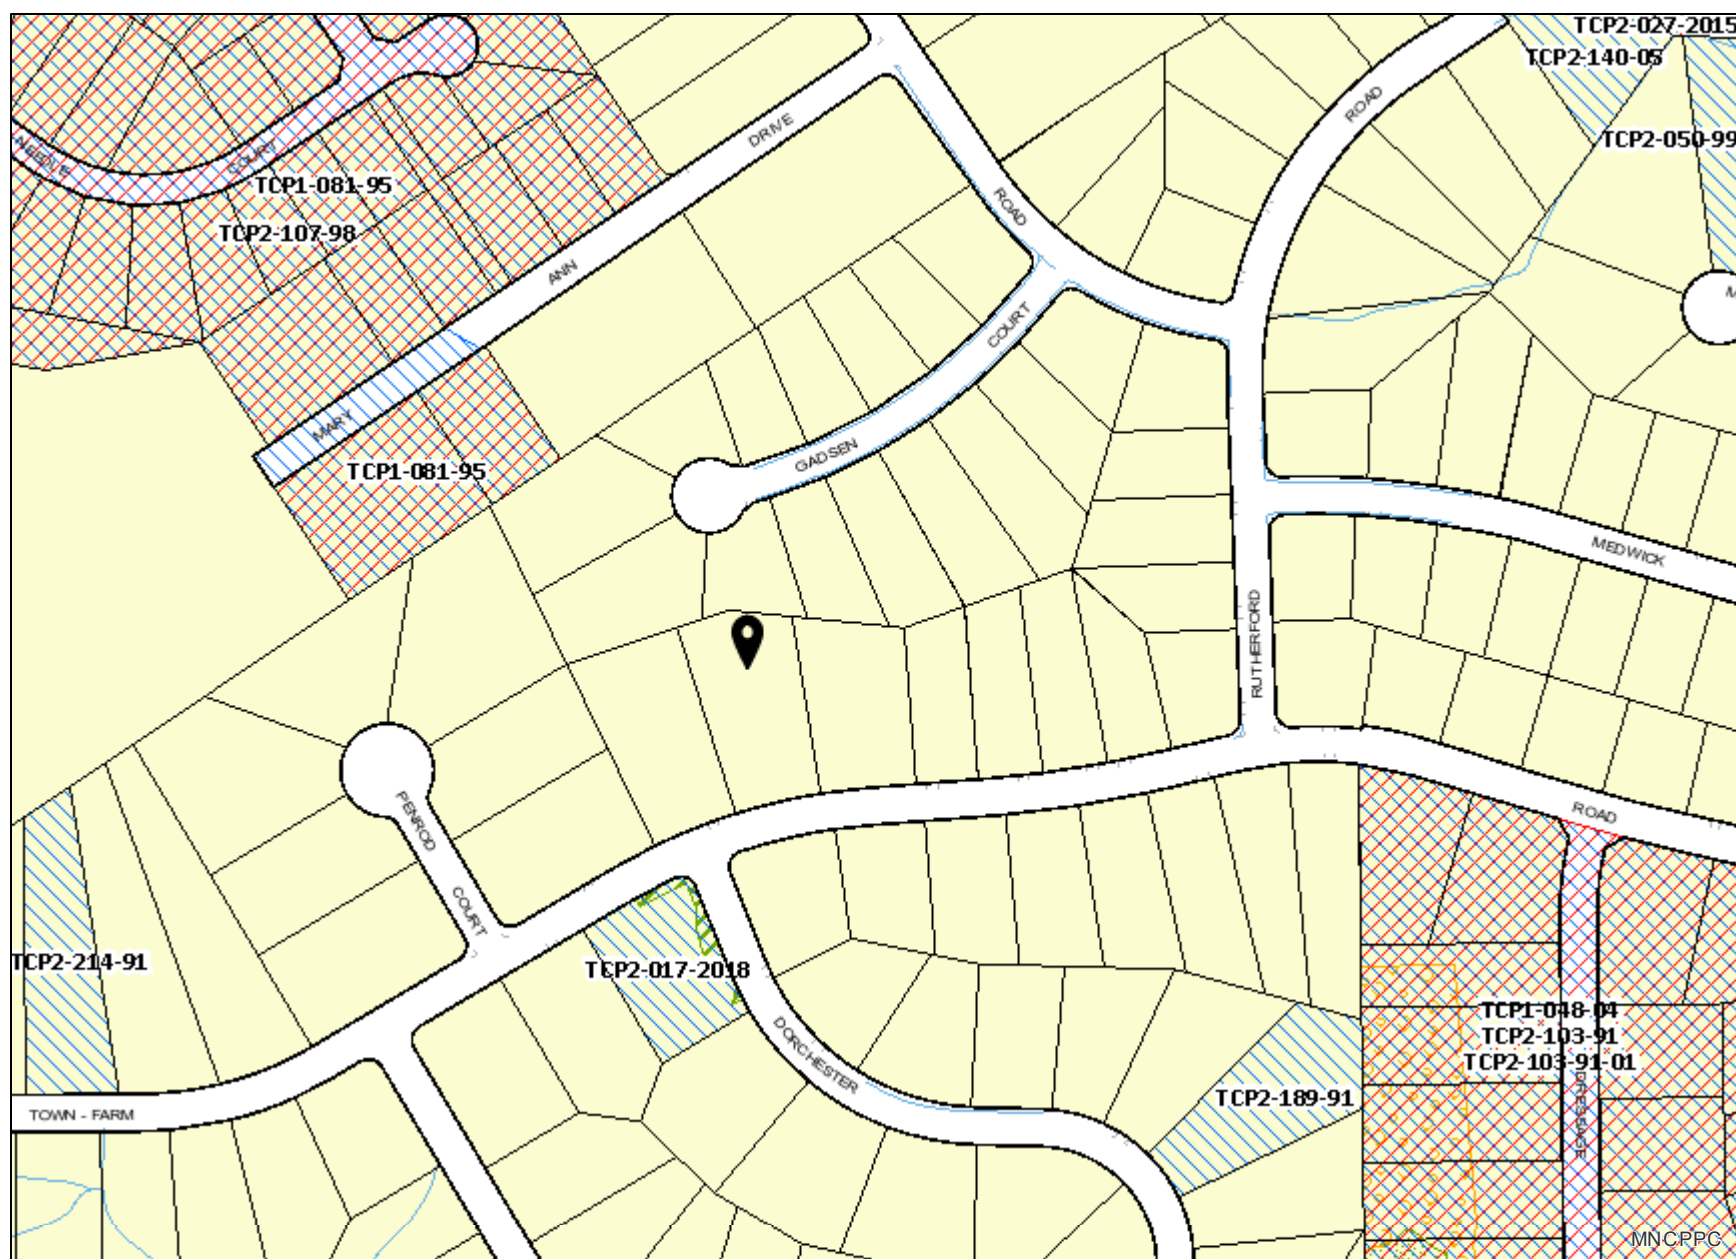 TCP2-027-2015
TCP2-140-05
ROAD
DRIVE
TCP2-050-99
NEEDLE
COURT
TCP1-081-95
ROAD
TCP2-107-98
ANN
M
COURT
MARY
GADSEN
TCP1-081-95
MEDWICK
RUTHERFORD
PENROD
ROAD
COURT
TCP2-214-91
TCP2-017-2018
TCP1-048-04
TCP2-103-91
DORCHESTER
TCP2-103-91-01
TCP2-189-91
TOWN - FARM
DRESSAGE
MNCPPC